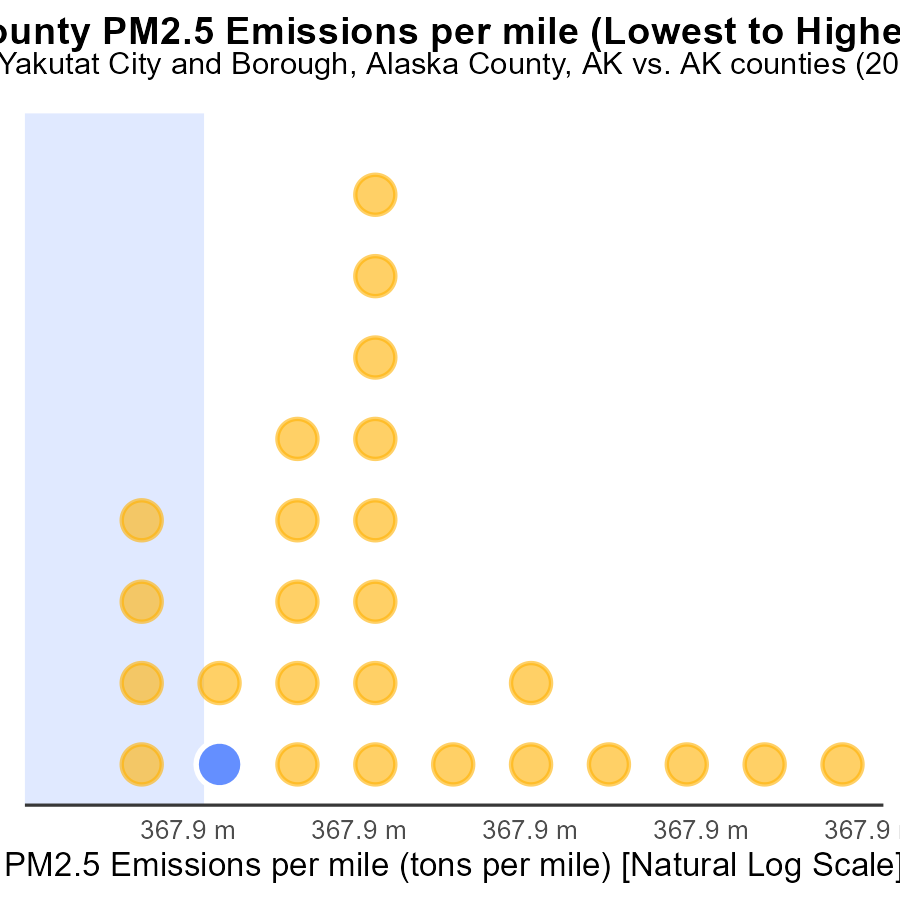 ounty PM2.5 Emissions per mile (Lowest to Highe
Yakutat City and Borough, Alaska County, AK vs. AK counties (20
367.9 m 367.9 m 367.9 m 367.9 m 367.9
PM2.5 Emissions per mile (tons per mile) [Natural Log Scale]